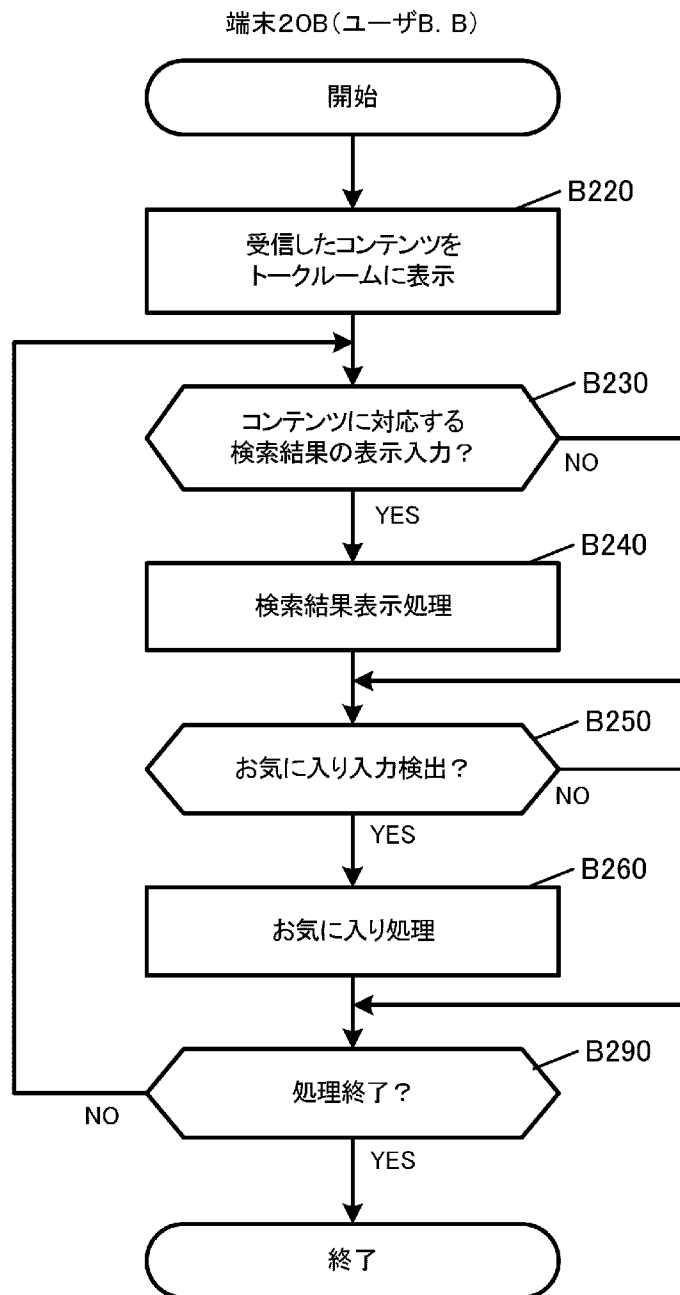 端末20B(ユーザB. B)
開始
B220
受信したコンテンツを
トークルームに表示
B230
コンテンツに対応する
検索結果の表示入力?
NO
YES
B240
検索結果表示処理
B250
お気に入り入力検出?
NO
YES
B260
お気に入り処理
B290
処理終了?
NO
YES
終了